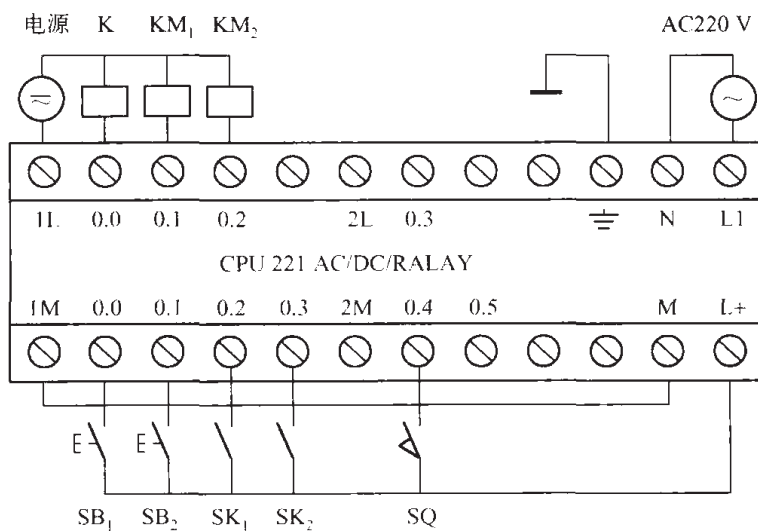 电源 K KM₁ KM₂ AC220 V
1L 0.0 0.1 0.2 2L 0.3 N L1
CPU 221 AC/DC/RALAY
1M 0.0 0.1 0.2 0.3 2M 0.4 0.5 M L+
SB₁ SB₂ SK₁ SK₂ SQ